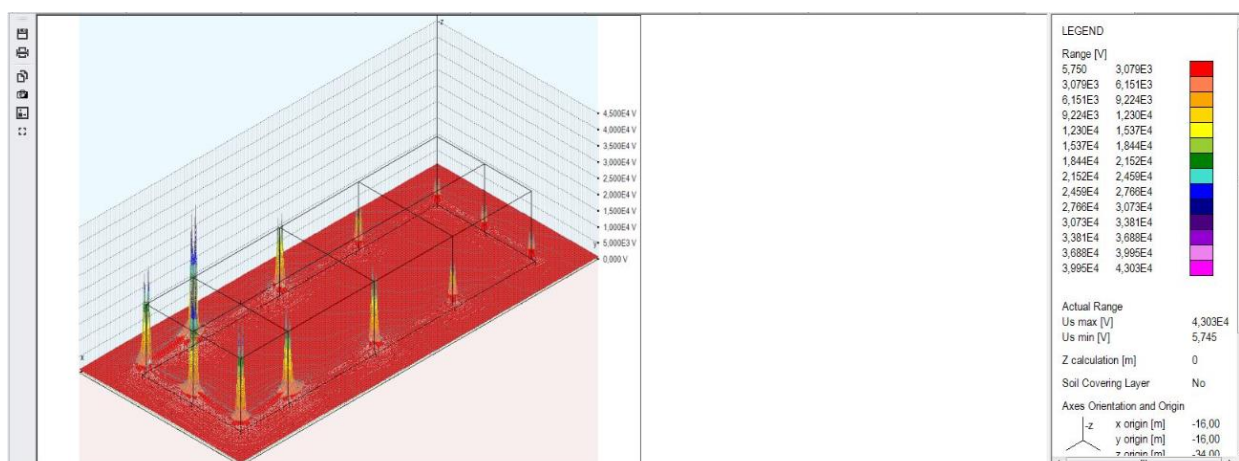 -z
4,500E4 V
4,000E4 V
3,500E4 V
3,000E4 V
2,500E4 V
2,000E4 V
1,500E4 V
1,000E4 V
5,000E3 V
0,000 V
x
LEGEND
Range [V]
5,750 3,079E3
3,079E3 6,151E3
6,151E3 9,224E3
9,224E3 1,230E4
1,230E4 1,537E4
1,537E4 1,844E4
1,844E4 2,152E4
2,152E4 2,459E4
2,459E4 2,766E4
2,766E4 3,073E4
3,073E4 3,381E4
3,381E4 3,688E4
3,688E4 3,995E4
3,995E4 4,303E4
Actual Range
Us max [V] 4,303E4
Us min [V] 5,745
Z calculation [m] 0
Soil Covering Layer No
Axes Orientation and Origin
-z
x origin [m] -16,00
y origin [m] -16,00
z origin [m] -34,00